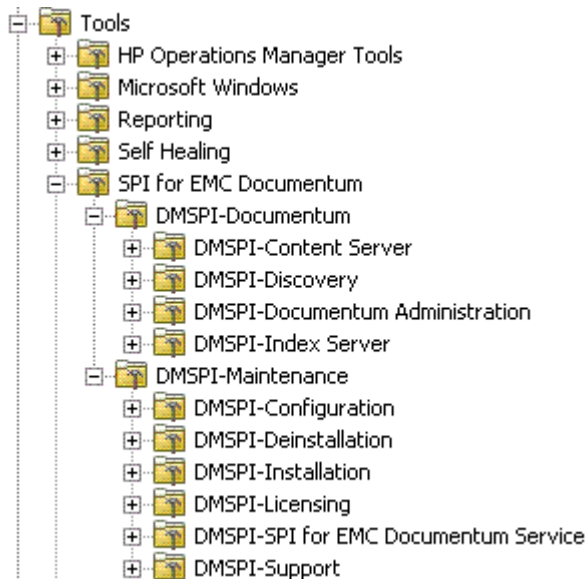 Tools
HP Operations Manager Tools
Microsoft Windows
Reporting
Self Healing
SPI for EMC Documentum
DMSPI-Documentum
DMSPI-Content Server
DMSPI-Discovery
DMSPI-Documentum Administration
DMSPI-Index Server
DMSPI-Maintenance
DMSPI-Configuration
DMSPI-Deinstallation
DMSPI-Installation
DMSPI-Licensing
DMSPI-SPI for EMC Documentum Service
DMSPI-Support